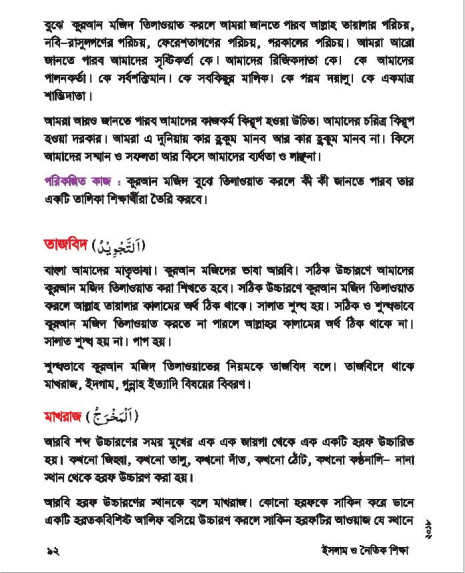 বুঝে কুরআন মজিদ তিলাওয়াত করলে আমরা জানতে পারব আল্লাহ তায়ালার পরিচয়,
নবি-রাসুলগণের পরিচয়, ফেরেশতাগণের পরিচয়, পরকালের পরিচয়। আমরা আরো
জানতে পারব আমাদের সৃষ্টিকর্তা কে। আমাদের রিজিকদাতা কে। কে আমাদের
পালনকর্তা। কে সর্বশক্তিমান। কে সবকিছুর মালিক। কে পরম দয়ালু। কে একমাত্র
শান্তিদাতা।
আমরা আরও জানতে পারব আমাদের কাজকর্ম কিরূপ হওয়া উচিত। আমাদের চরিত্র কিরূপ
হওয়া দরকার। আমরা এ দুনিয়ায় কার হুকুম মানব আর কার হুকুম মানব না। কিসে
আমাদের সম্মান ও সফলতা আর কিসে আমাদের ব্যর্থতা ও লাঞ্ছনা।
পরিকল্পিত কাজ : কুরআন মজিদ বুঝে তিলাওয়াত করলে কী কী জানতে পারব তার
একটি তালিকা শিক্ষার্থীরা তৈরি করবে।
তাজবিদ (اَلتَّجْوِيْدُ)
বাংলা আমাদের মাতৃভাষা। কুরআন মজিদের ভাষা আরবি। সঠিক উচ্চারণে আমাদের
কুরআন মজিদ তিলাওয়াত করা শিখতে হবে। সঠিক উচ্চারণে কুরআন মজিদ তিলাওয়াত
করলে আল্লাহ তায়ালার কালামের অর্থ ঠিক থাকে। সালাত শুদ্ধ হয়। সঠিক ও শুদ্ধভাবে
কুরআন মজিদ তিলাওয়াত করতে না পারলে আল্লাহর কালামের অর্থ ঠিক থাকে না।
সালাত শুদ্ধ হয় না। পাপ হয়।
শুদ্ধভাবে কুরআন মজিদ তিলাওয়াতের নিয়মকে তাজবিদ বলে। তাজবিদে থাকে
মাখরাজ, ইদগাম, গুন্নাহ ইত্যাদি বিষয়ের বিবরণ।
মাখরাজ (اَلْمَخْرَجُ)
আরবি শব্দ উচ্চারণের সময় মুখের এক এক জায়গা থেকে এক একটি হরফ উচ্চারিত
হয়। কখনো জিহ্বা, কখনো তালু, কখনো দাঁত, কখনো ঠোঁট, কখনো কণ্ঠনালি- নানা
স্থান থেকে হরফ উচ্চারণ করা হয়।
আরবি হরফ উচ্চারণের স্থানকে বলে মাখরাজ। কোনো হরফকে সাকিন করে ডানে
একটি হরতকবিশিষ্ট আলিফ বসিয়ে উচ্চারণ করলে সাকিন হরফটির আওয়াজ যে স্থানে
২০১৮
৯২
ইসলাম ও নৈতিক শিক্ষা